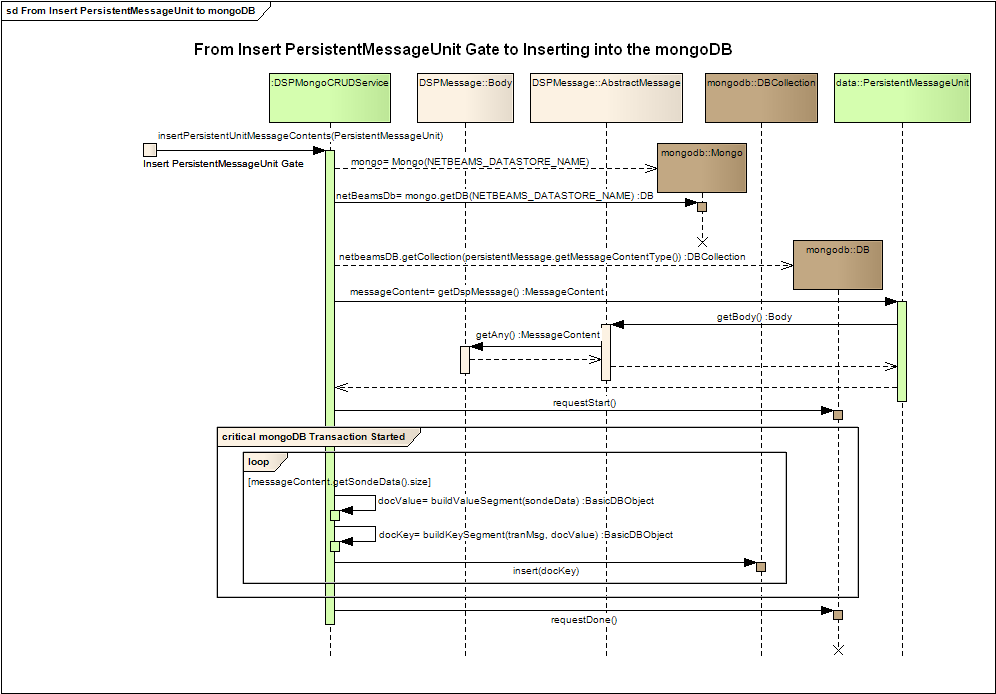 sd From Insert PersistentMessageUnit to mongoDB
From Insert PersistentMessageUnit Gate to Inserting into the mongoDB
:DSPMongoCRUDService
DSPMessage::Body
DSPMessage::AbstractMessage
mongodb::DBCollection
data::PersistentMessageUnit
insertPersistentUnitMessageContents(PersistentMessageUnit)
Insert PersistentMessageUnit Gate
mongo= Mongo(NETBEAMS_DATASTORE_NAME)
mongodb::Mongo
netBeamsDb= mongo.getDB(NETBEAMS_DATASTORE_NAME) :DB
netbeamsDB.getCollection(persistentMessage.getMessageContentType()) :DBCollection
mongodb::DB
messageContent= getDspMessage() :MessageContent
getBody() :Body
getAny() :MessageContent
requestStart()
critical mongoDB Transaction Started
loop
[messageContent.getSondeData().size]
docValue= buildValueSegment(sondeData) :BasicDBObject
docKey= buildKeySegment(tranMsg, docValue) :BasicDBObject
insert(docKey)
requestDone()